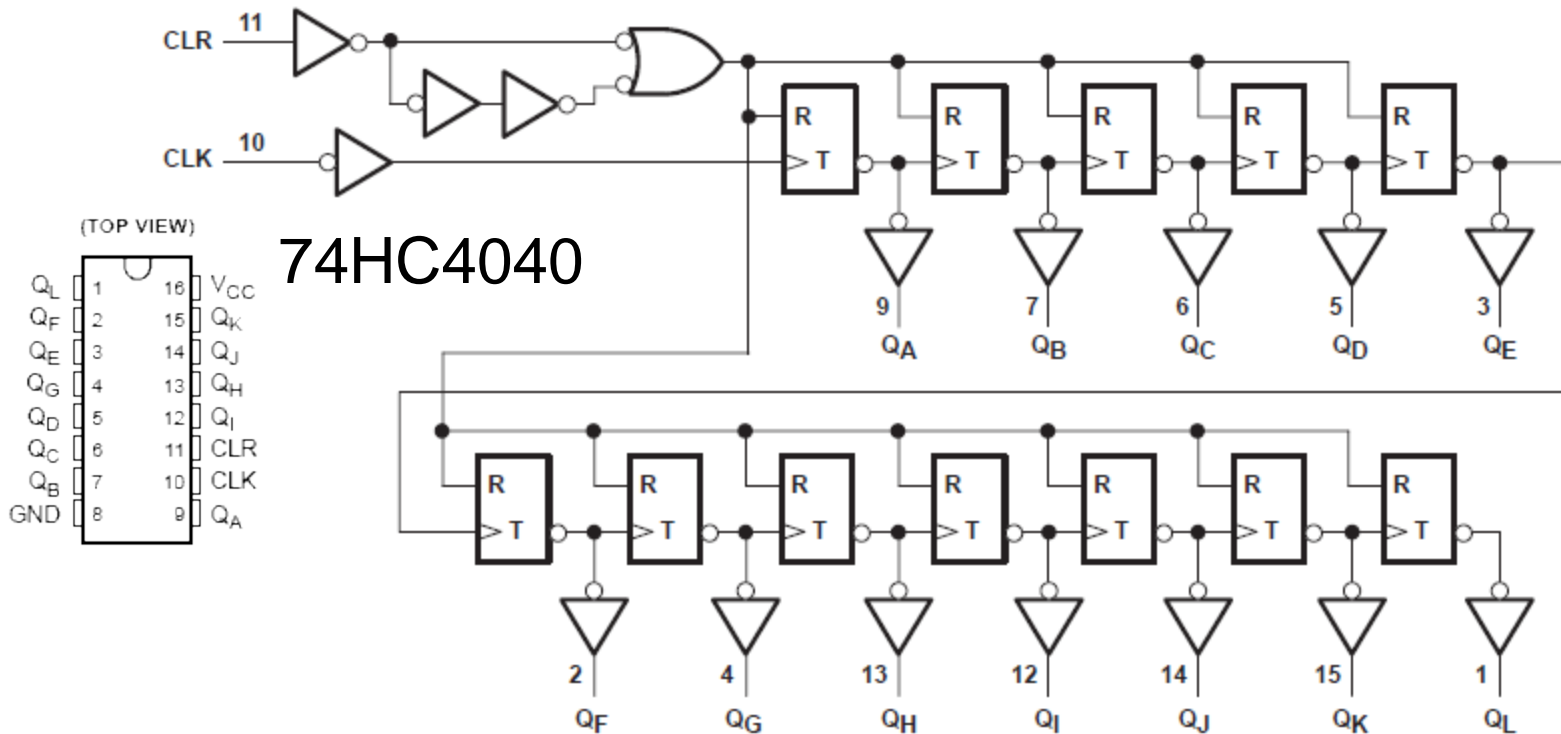 CLR 11
CLK 10
R R R R R
T T T T T
(TOP VIEW)
74HC4040
QL 1 16 VCC
QF 2 15 QK
QE 3 14 QJ
QG 4 13 QH
QD 5 12 QI
QC 6 11 CLR
QB 7 10 CLK
GND 8 9 QA
9 7 6 5 3
QA QB QC QD QE
R R R R R R R
T T T T T T T
2 4 13 12 14 15 1
QF QG QH QI QJ QK QL